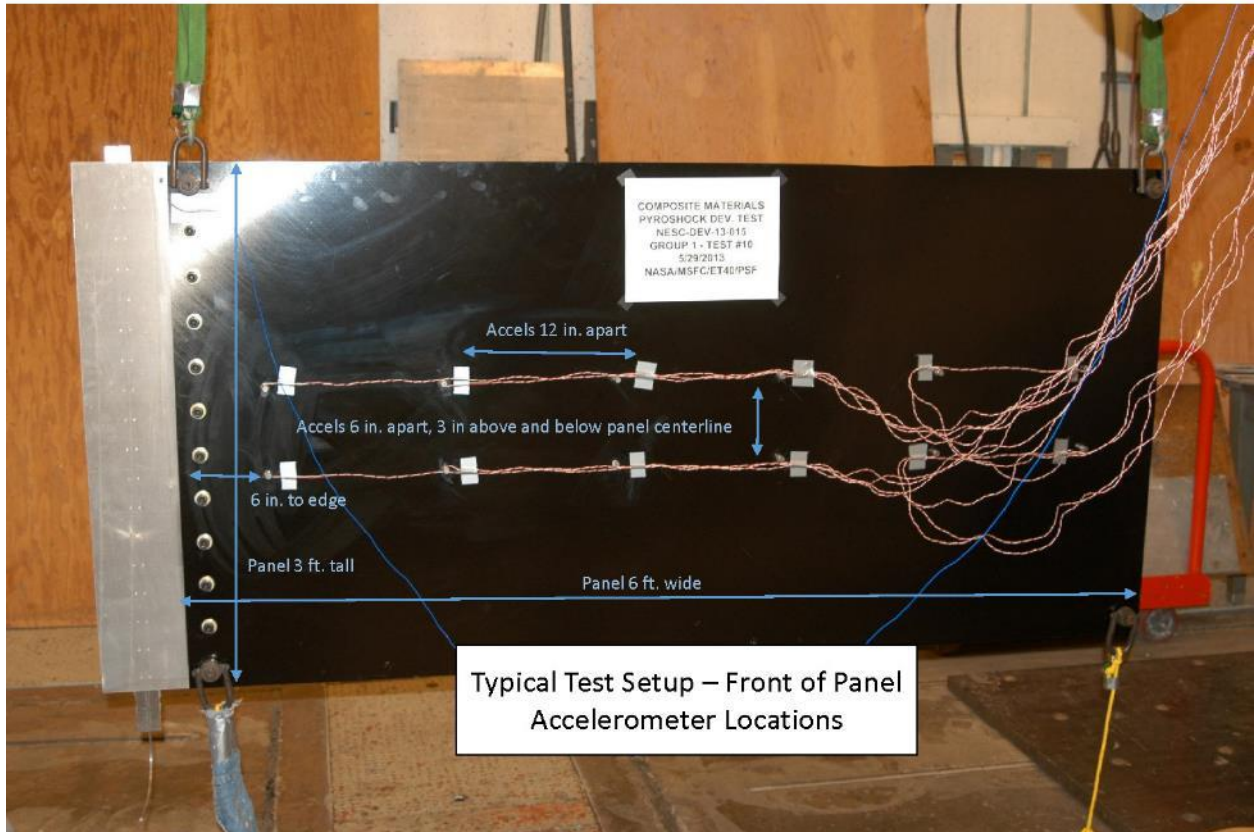 COMPOSITE MATERIALS
PYROSHOCK DEV. TEST
NESC-DEV-13-015
GROUP 1 - TEST #10
5/29/2013
NASA/MSFC/ET40/PSF
Accels 12 in. apart
Accels 6 in. apart, 3 in above and below panel centerline
6 in. to edge
Panel 3 ft. tall
Panel 6 ft. wide
Typical Test Setup – Front of Panel
Accelerometer Locations